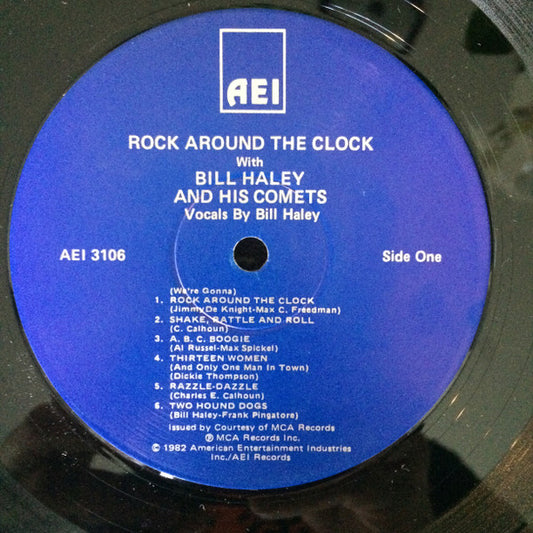 AEI
ROCK AROUND THE CLOCK
With
BILL HALEY
AND HIS COMETS
Vocals By Bill Haley
AEI 3106
Side One
(We're Gonna)
1. ROCK AROUND THE CLOCK
(Jimmy De Knight-Max C. Freedman)
2. SHAKE, RATTLE AND ROLL
(C. Calhoun)
3. A. B. C. BOOGIE
(Al Russel-Max Spickel)
4. THIRTEEN WOMEN
(And Only One Man In Town)
(Dickie Thompson)
5. RAZZLE-DAZZLE
(Charles E. Calhoun)
6. TWO HOUND DOGS
(Bill Haley-Frank Pingatore)
Issued by Courtesy of MCA Records
Ⓟ MCA Records Inc.
© 1982 American Entertainment Industries
Inc./AEI Records